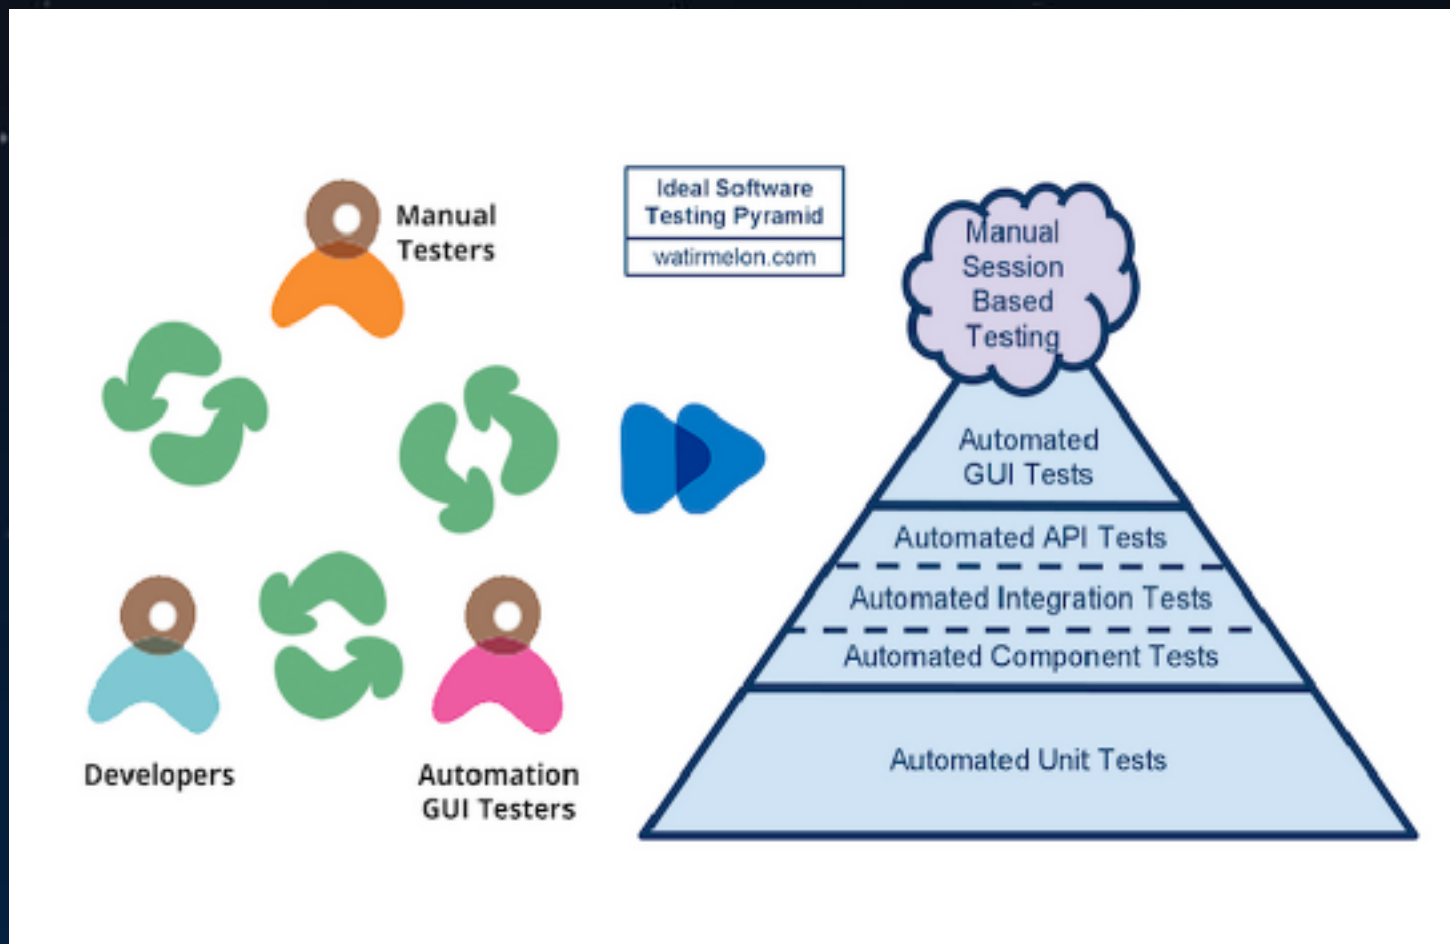 Manual
Testers
Developers
Automation
GUI Testers
Ideal Software
Testing Pyramid
watirmelon.com
Manual
Session
Based
Testing
Automated
GUI Tests
Automated API Tests
Automated Integration Tests
Automated Component Tests
Automated Unit Tests